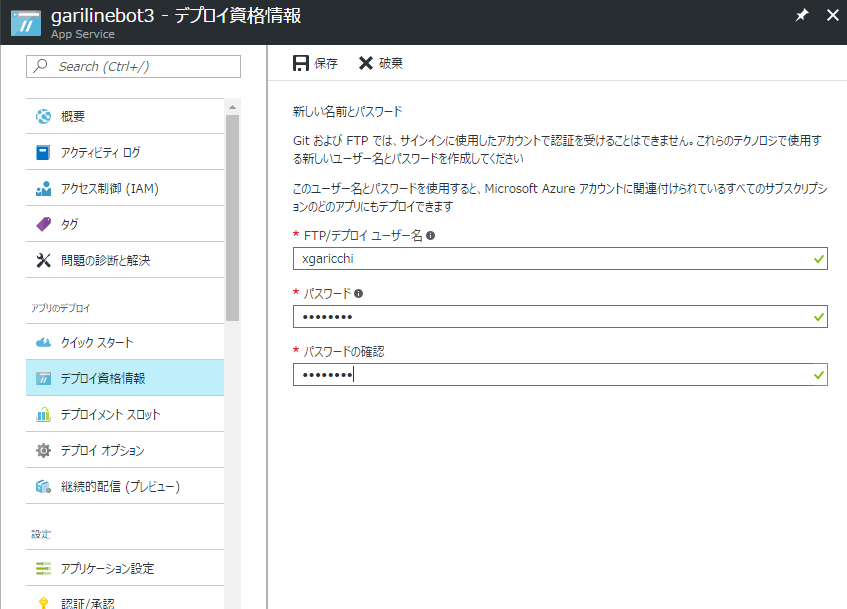 garilinebot3 - デプロイ資格情報
App Service
Search (Ctrl+/)
概要
アクティビティ ログ
アクセス制御 (IAM)
タグ
問題の診断と解決
アプリのデプロイ
クイック スタート
デプロイ資格情報
デプロイメント スロット
デプロイ オプション
継続的配信 (プレビュー)
設定
アプリケーション設定
認証/承認
保存 破棄
新しい名前とパスワード
Git および FTP では、サインインに使用したアカウントで認証を受けることはできません。これらのテクノロジで使用す
る新しいユーザー名とパスワードを作成してください
このユーザー名とパスワードを使用すると、Microsoft Azure アカウントに関連付けられているすべてのサブスクリプシ
ョンのどのアプリにもデプロイできます
* FTP/デプロイ ユーザー名
xgaricchi
* パスワード
••••••••
* パスワードの確認
••••••••